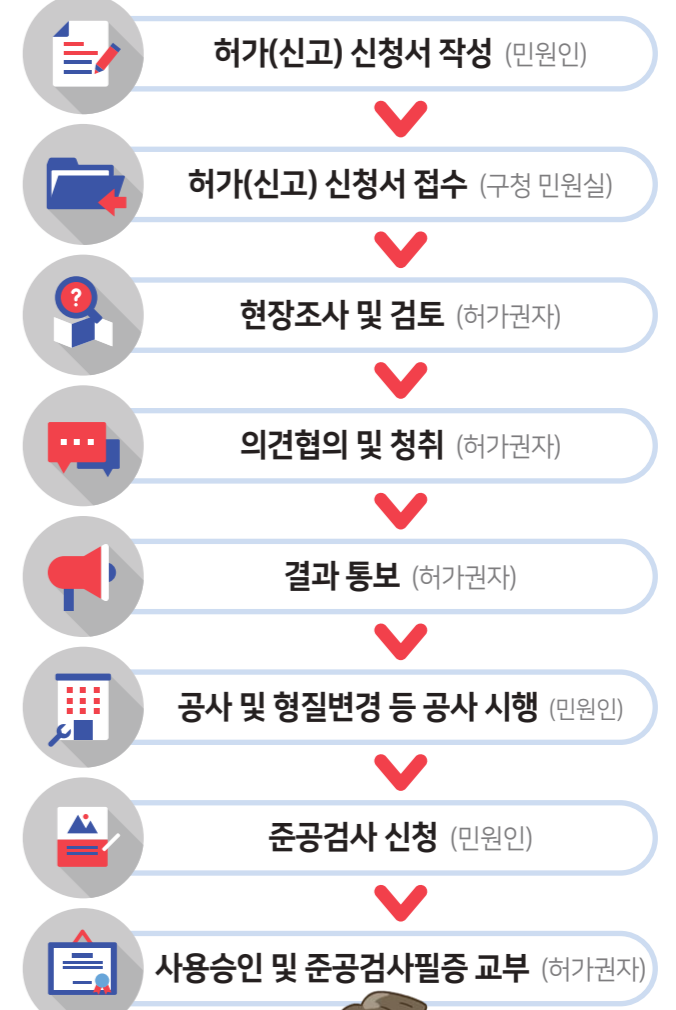 허가(신고) 신청서 작성 (민원인)
허가(신고) 신청서 접수 (구청 민원실)
?
현장조사 및 검토 (허가권자)
의견협의 및 청취 (허가권자)
결과 통보 (허가권자)
공사 및 형질변경 등 공사 시행 (민원인)
준공검사 신청 (민원인)
사용승인 및 준공검사필증 교부 (허가권자)